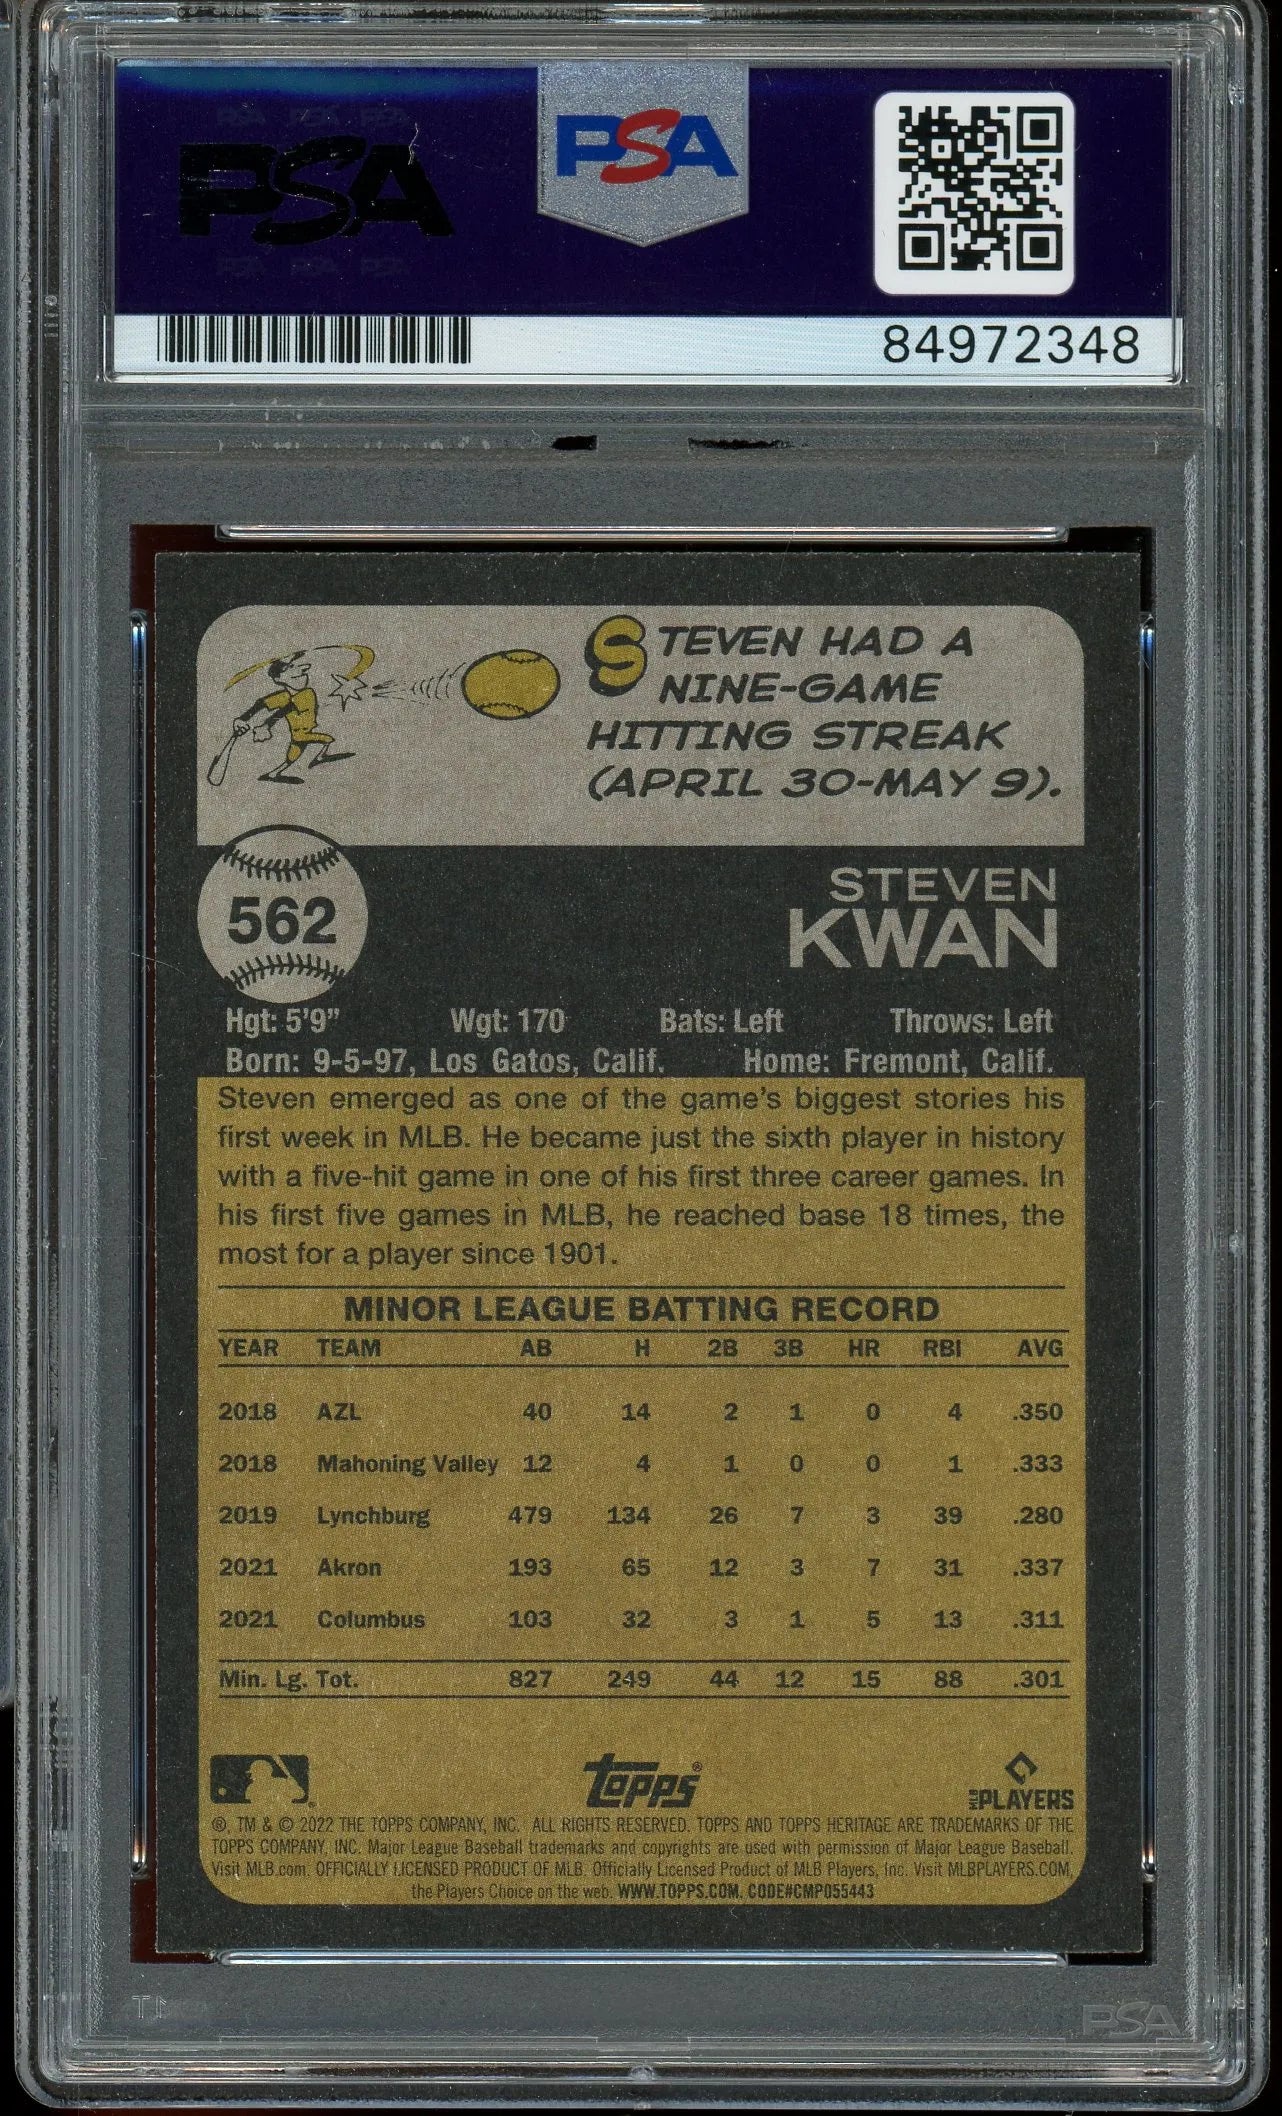 PSA PSA PSA
PSA
PSA
PSA PSA PSA
84972348
STEVEN HAD A
NINE-GAME
HITTING STREAK
(APRIL 30-MAY 9).
562
STEVEN
KWAN
Hgt: 5'9" Wgt: 170 Bats: Left Throws: Left
Born: 9-5-97, Los Gatos, Calif. Home: Fremont, Calif.
Steven emerged as one of the game's biggest stories his
first week in MLB. He became just the sixth player in history
with a five-hit game in one of his first three career games. In
his first five games in MLB, he reached base 18 times, the
most for a player since 1901.
MINOR LEAGUE BATTING RECORD
YEAR TEAM AB H 2B 3B HR RBI AVG
2018 AZL 40 14 2 1 0 4 .350
2018 Mahoning Valley 12 4 1 0 0 1 .333
2019 Lynchburg 479 134 26 7 3 39 .280
2021 Akron 193 65 12 3 7 31 .337
2021 Columbus 103 32 3 1 5 13 .311
Min. Lg. Tot. 827 249 44 12 15 88 .301
Topps®
MLB PLAYERS
®, TM & © 2022 THE TOPPS COMPANY, INC. ALL RIGHTS RESERVED. TOPPS AND TOPPS HERITAGE ARE TRADEMARKS OF THE
TOPPS COMPANY, INC. Major League Baseball trademarks and copyrights are used with permission of Major League Baseball.
Visit MLB.com. OFFICIALLY LICENSED PRODUCT OF MLB. Officially Licensed Product of MLB Players, Inc. Visit MLBPLAYERS.COM,
the Players Choice on the web. WWW.TOPPS.COM. CODE#CMP055443
PSA